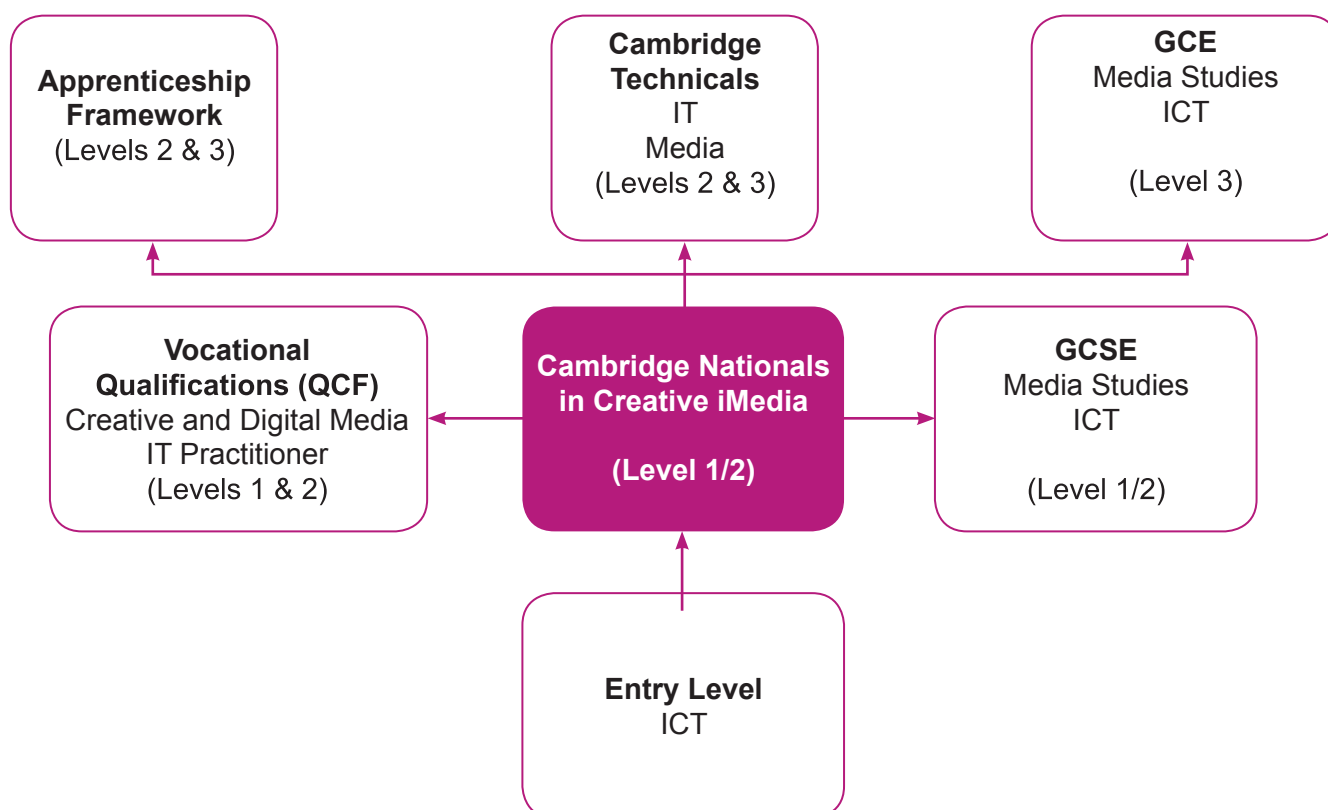 Apprenticeship
Framework
(Levels 2 & 3)
Cambridge
Technicals
IT
Media
(Levels 2 & 3)
GCE
Media Studies
ICT
(Level 3)
Vocational
Qualifications (QCF)
Creative and Digital Media
IT Practitioner
(Levels 1 & 2)
Cambridge Nationals
in Creative iMedia
(Level 1/2)
GCSE
Media Studies
ICT
(Level 1/2)
Entry Level
ICT